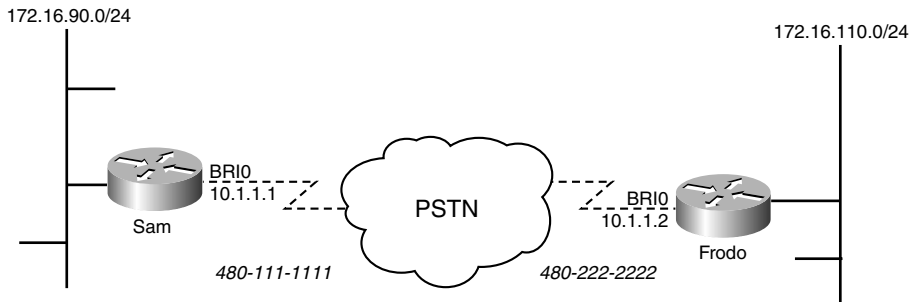 172.16.90.0/24
172.16.110.0/24
BRI0
10.1.1.1
Sam
PSTN
BRI0
10.1.1.2
Frodo
480-111-1111
480-222-2222